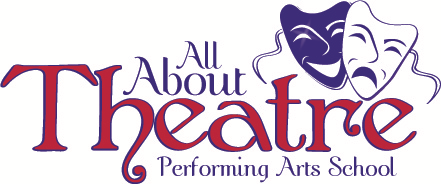 All
About
Theatre
Performing Arts School